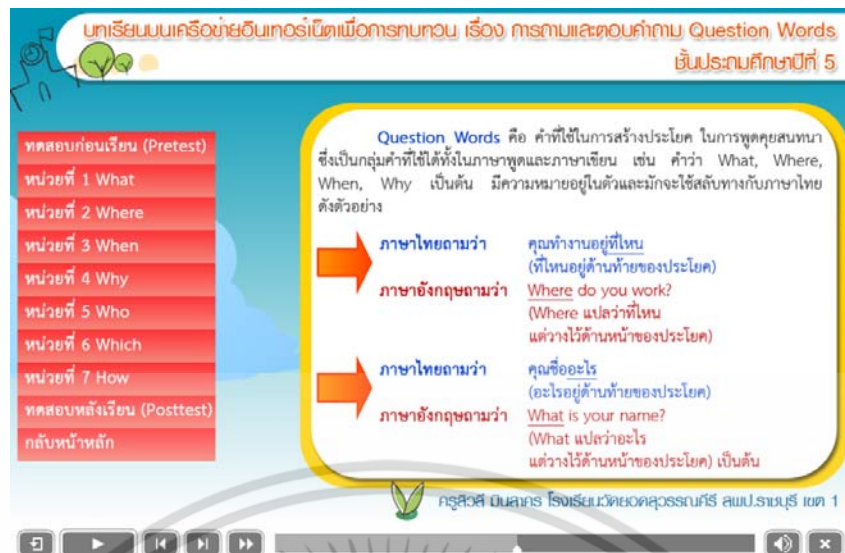 บทเรียนบนเครือข่ายอินเทอร์เน็ตเพื่อการทบทวน เรื่อง การถามและตอบคำถาม Question Words
ชั้นประถมศึกษาปีที่ 5
ทดสอบก่อนเรียน (Pretest)
หน่วยที่ 1 What
หน่วยที่ 2 Where
หน่วยที่ 3 When
หน่วยที่ 4 Why
หน่วยที่ 5 Who
หน่วยที่ 6 Which
หน่วยที่ 7 How
ทดสอบหลังเรียน (Posttest)
กลับหน้าหลัก
Question Words คือ คำที่ใช้ในการสร้างประโยค ในการพูดคุยสนทนา
ซึ่งเป็นกลุ่มคำที่ใช้ได้ทั้งในภาษาพูดและภาษาเขียน เช่น คำว่า What, Where,
When, Why เป็นต้น มีความหมายอยู่ในตัวและมักจะใช้สลับทางกับภาษาไทย
ดังตัวอย่าง
ภาษาไทยถามว่า คุณทำงานอยู่ที่ไหน
(ที่ไหนอยู่ด้านท้ายของประโยค)
ภาษาอังกฤษถามว่า Where do you work?
(Where แปลว่าที่ไหน
แต่วางไว้ด้านหน้าของประโยค)
ภาษาไทยถามว่า คุณชื่ออะไร
(อะไรอยู่ด้านท้ายของประโยค)
ภาษาอังกฤษถามว่า What is your name?
(What แปลว่าอะไร
แต่วางไว้ด้านหน้าของประโยค) เป็นต้น
ครูสิวลี มินสาคร โรงเรียนวัดยอดสุวรรณคีรี สพป.ราชบุรี เขต 1